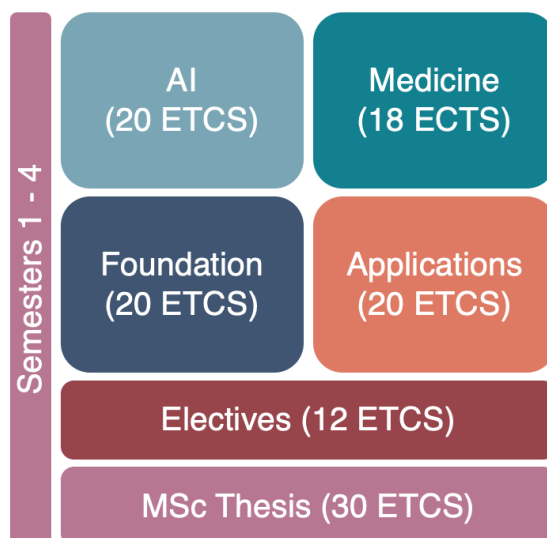 Semesters 1 - 4
AI
(20 ETCS)
Medicine
(18 ECTS)
Foundation
(20 ETCS)
Applications
(20 ETCS)
Electives (12 ETCS)
MSc Thesis (30 ETCS)